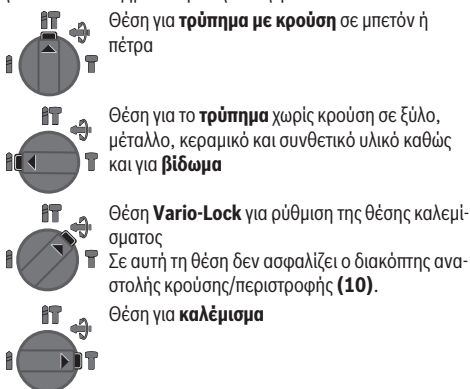 Θέση για τρύπημα με κρούση σε μπετόν ή
πέτρα
Θέση για το τρύπημα χωρίς κρούση σε ξύλο,
μέταλλο, κεραμικό και συνθετικό υλικό καθώς
και για βίδωμα
Θέση Vario-Lock για ρύθμιση της θέσης καλεμί-
σματος
Σε αυτή τη θέση δεν ασφαλίζει ο διακόπτης ανα-
στολής κρούσης/περιστροφής (10).
Θέση για καλέμισμα